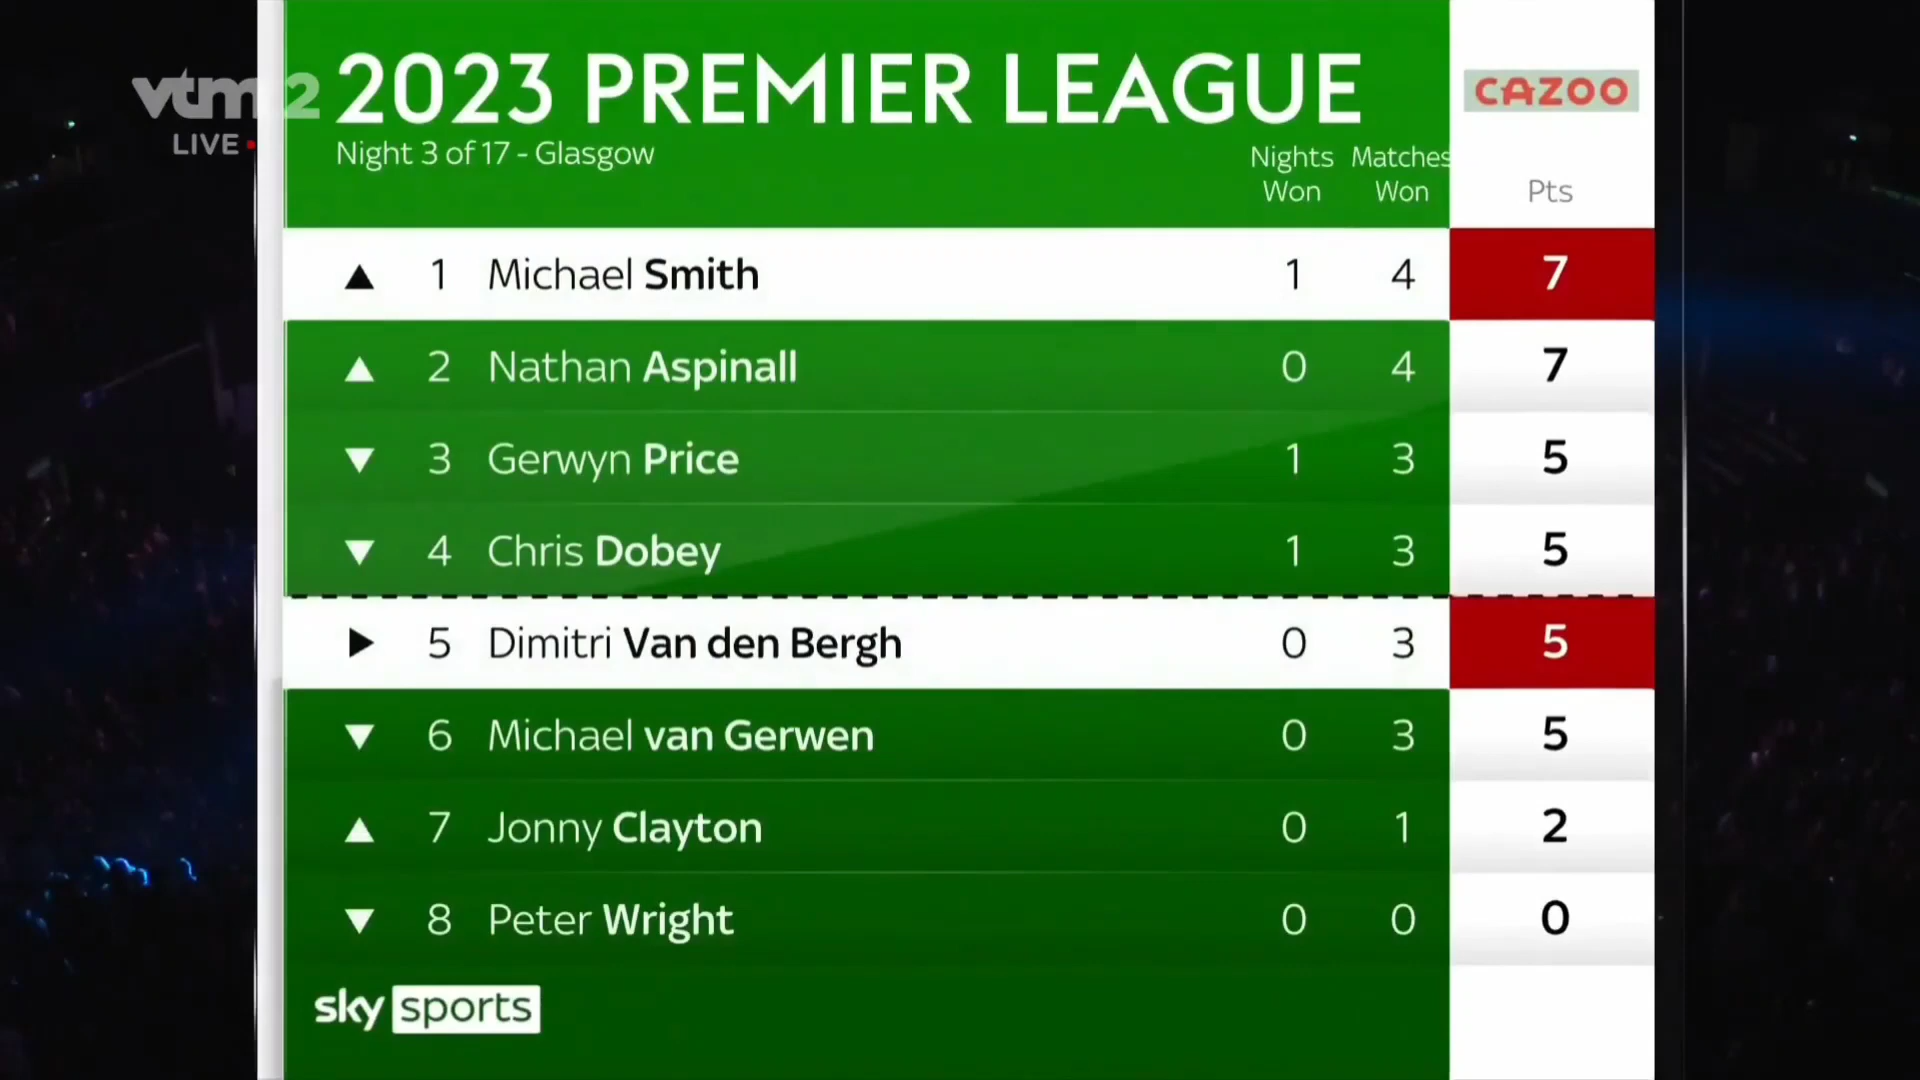 vtm2
LIVE
2023 PREMIER LEAGUE
CAZOO
Night 3 of 17 - Glasgow
Nights Won
Matches Won
Pts
1 Michael Smith 1 4 7
2 Nathan Aspinall 0 4 7
3 Gerwyn Price 1 3 5
4 Chris Dobey 1 3 5
5 Dimitri Van den Bergh 0 3 5
6 Michael van Gerwen 0 3 5
7 Jonny Clayton 0 1 2
8 Peter Wright 0 0 0
sky sports